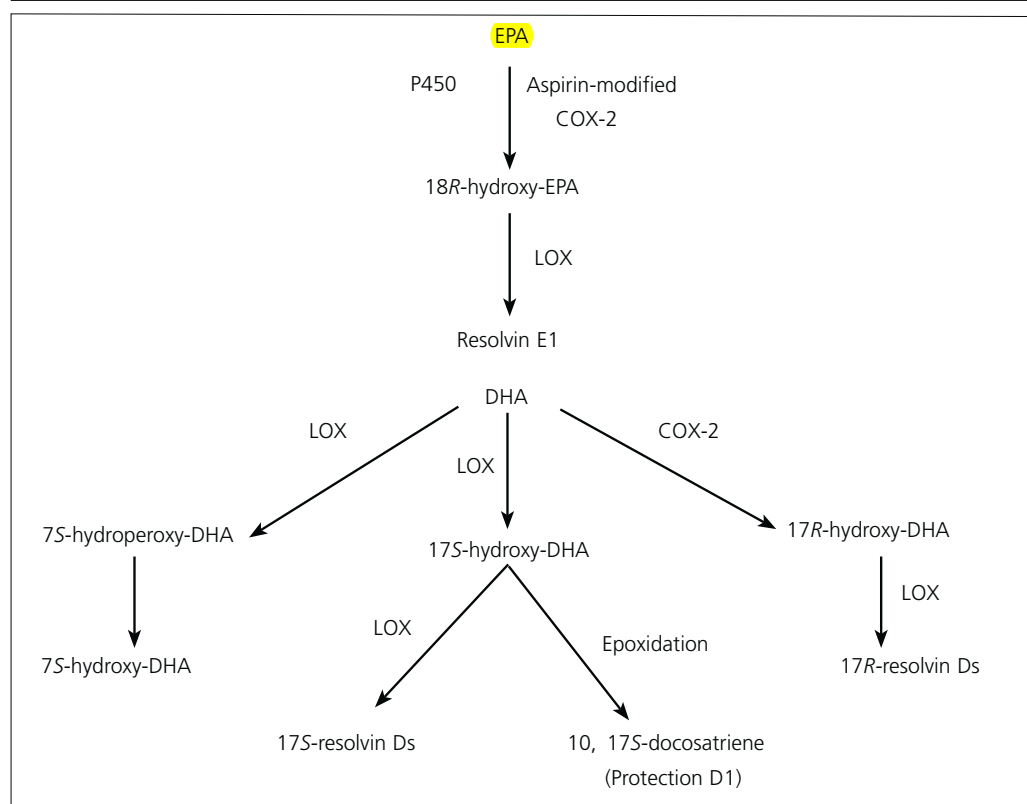 EPA
P450 Aspirin-modified
COX-2
18R-hydroxy-EPA
LOX
Resolvin E1
DHA
LOX
LOX
COX-2
7S-hydroperoxy-DHA
17S-hydroxy-DHA
17R-hydroxy-DHA
LOX
Epoxidation
LOX
7S-hydroxy-DHA
17R-resolvin Ds
17S-resolvin Ds
10, 17S-docosatriene
(Protection D1)